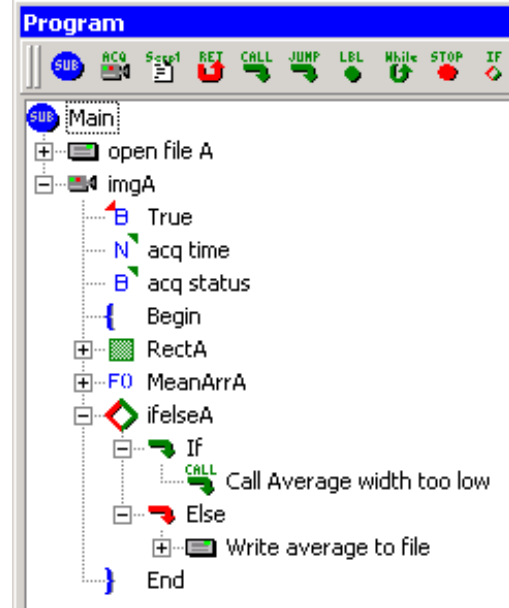 Program
SUB ACQ Script RET CALL JUMP LBL While STOP IF
SUB Main
open file A
imgA
B True
N acq time
B acq status
{ Begin
RectA
F() MeanArrA
ifelseA
If
CALL Call Average width too low
Else
Write average to file
} End